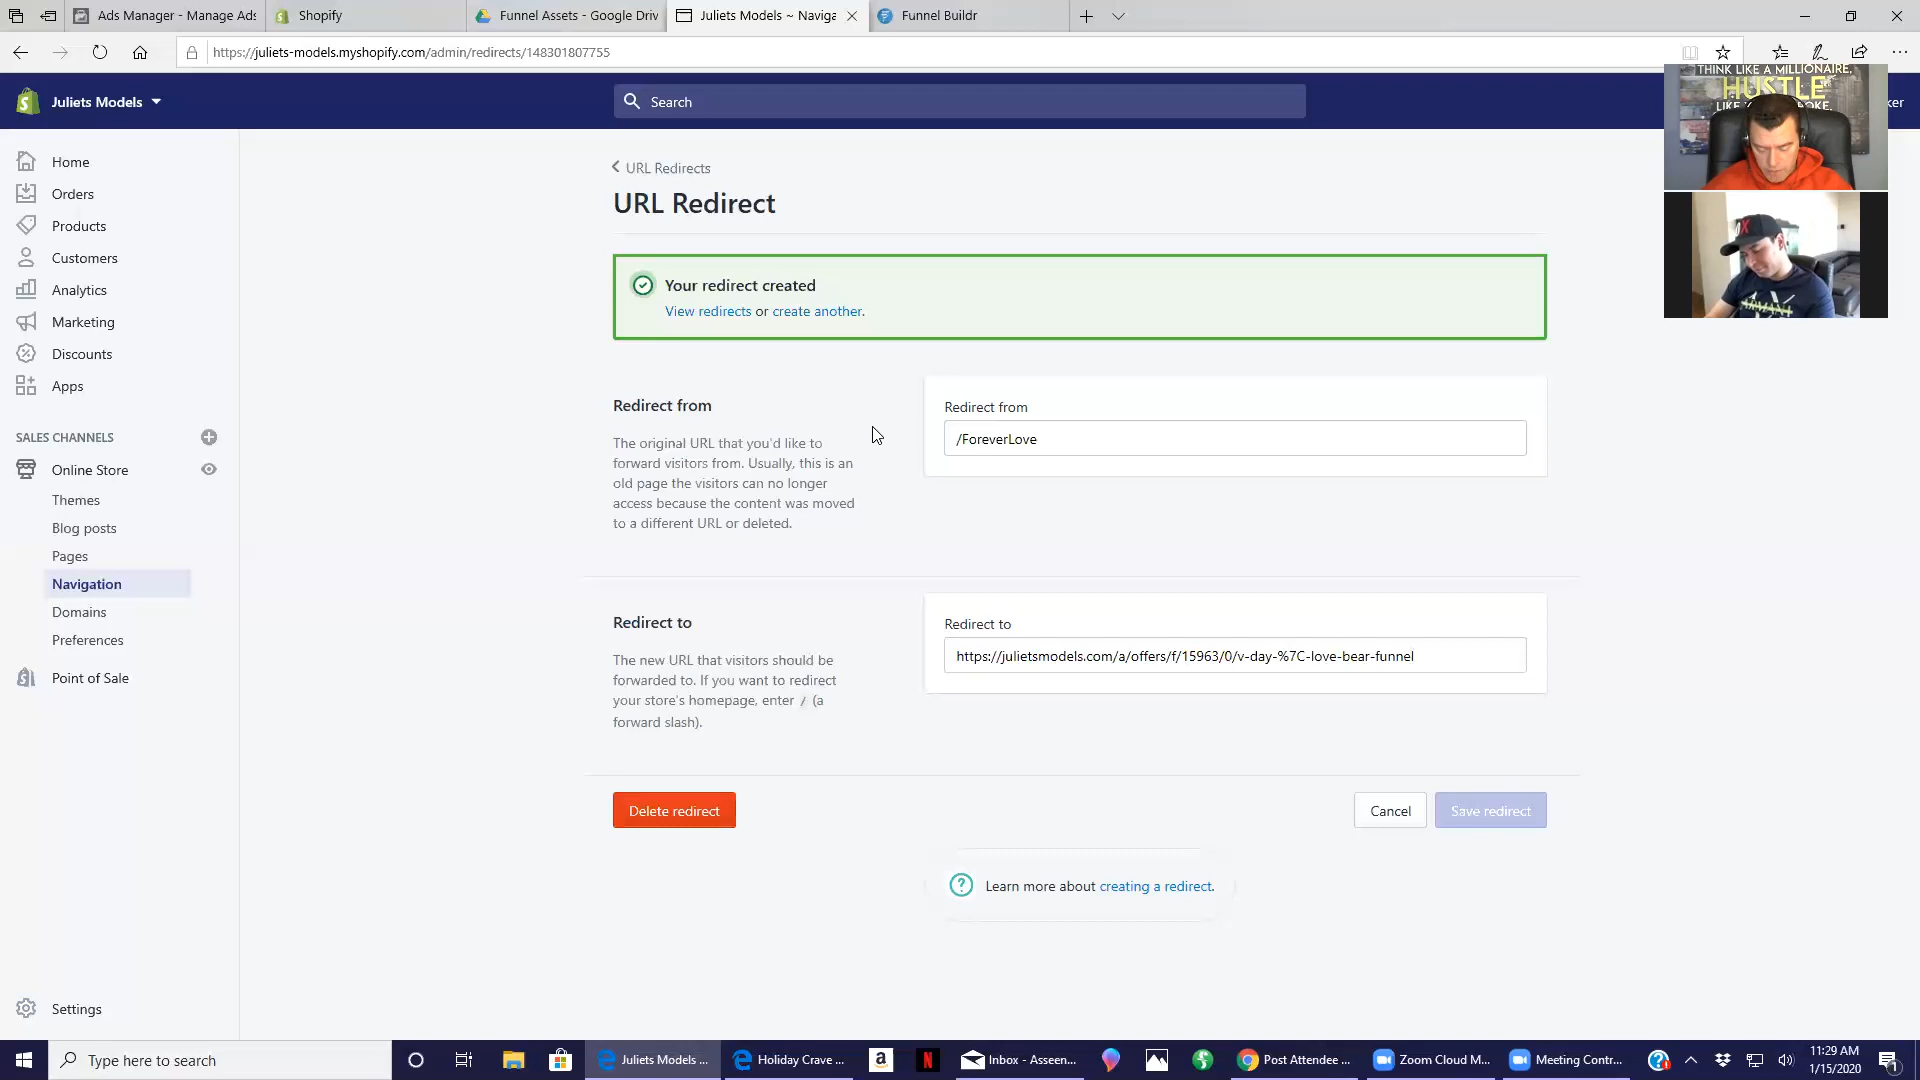 Ads Manager - Manage Ads
Shopify
Funnel Assets - Google Driv
Juliets Models ~ Naviga
Funnel Buildr
https://juliets-models.myshopify.com/admin/redirects/148301807755
Juliets Models
Search
ker
THINK LIKE A MILLIONAIRE,
HUSTLE
Home
Orders
Products
Customers
Analytics
Marketing
Discounts
Apps
SALES CHANNELS
Online Store
Themes
Blog posts
Pages
Navigation
Domains
Preferences
Point of Sale
Settings
URL Redirects
URL Redirect
Your redirect created
View redirects or create another.
Redirect from
The original URL that you'd like to
forward visitors from. Usually, this is an
old page the visitors can no longer
access because the content was moved
to a different URL or deleted.
Redirect from
/ForeverLove
Redirect to
The new URL that visitors should be
forwarded to. If you want to redirect
your store's homepage, enter / (a
forward slash).
Redirect to
https://julietsmodels.com/a/offers/f/15963/0/v-day-%7C-love-bear-funnel
Delete redirect
Cancel
Save redirect
Learn more about creating a redirect.
Type here to search
Juliets Models ...
Holiday Crave ...
Inbox - Asseen...
Post Attendee ...
Zoom Cloud M...
Meeting Contr...
11:29 AM
1/15/2020